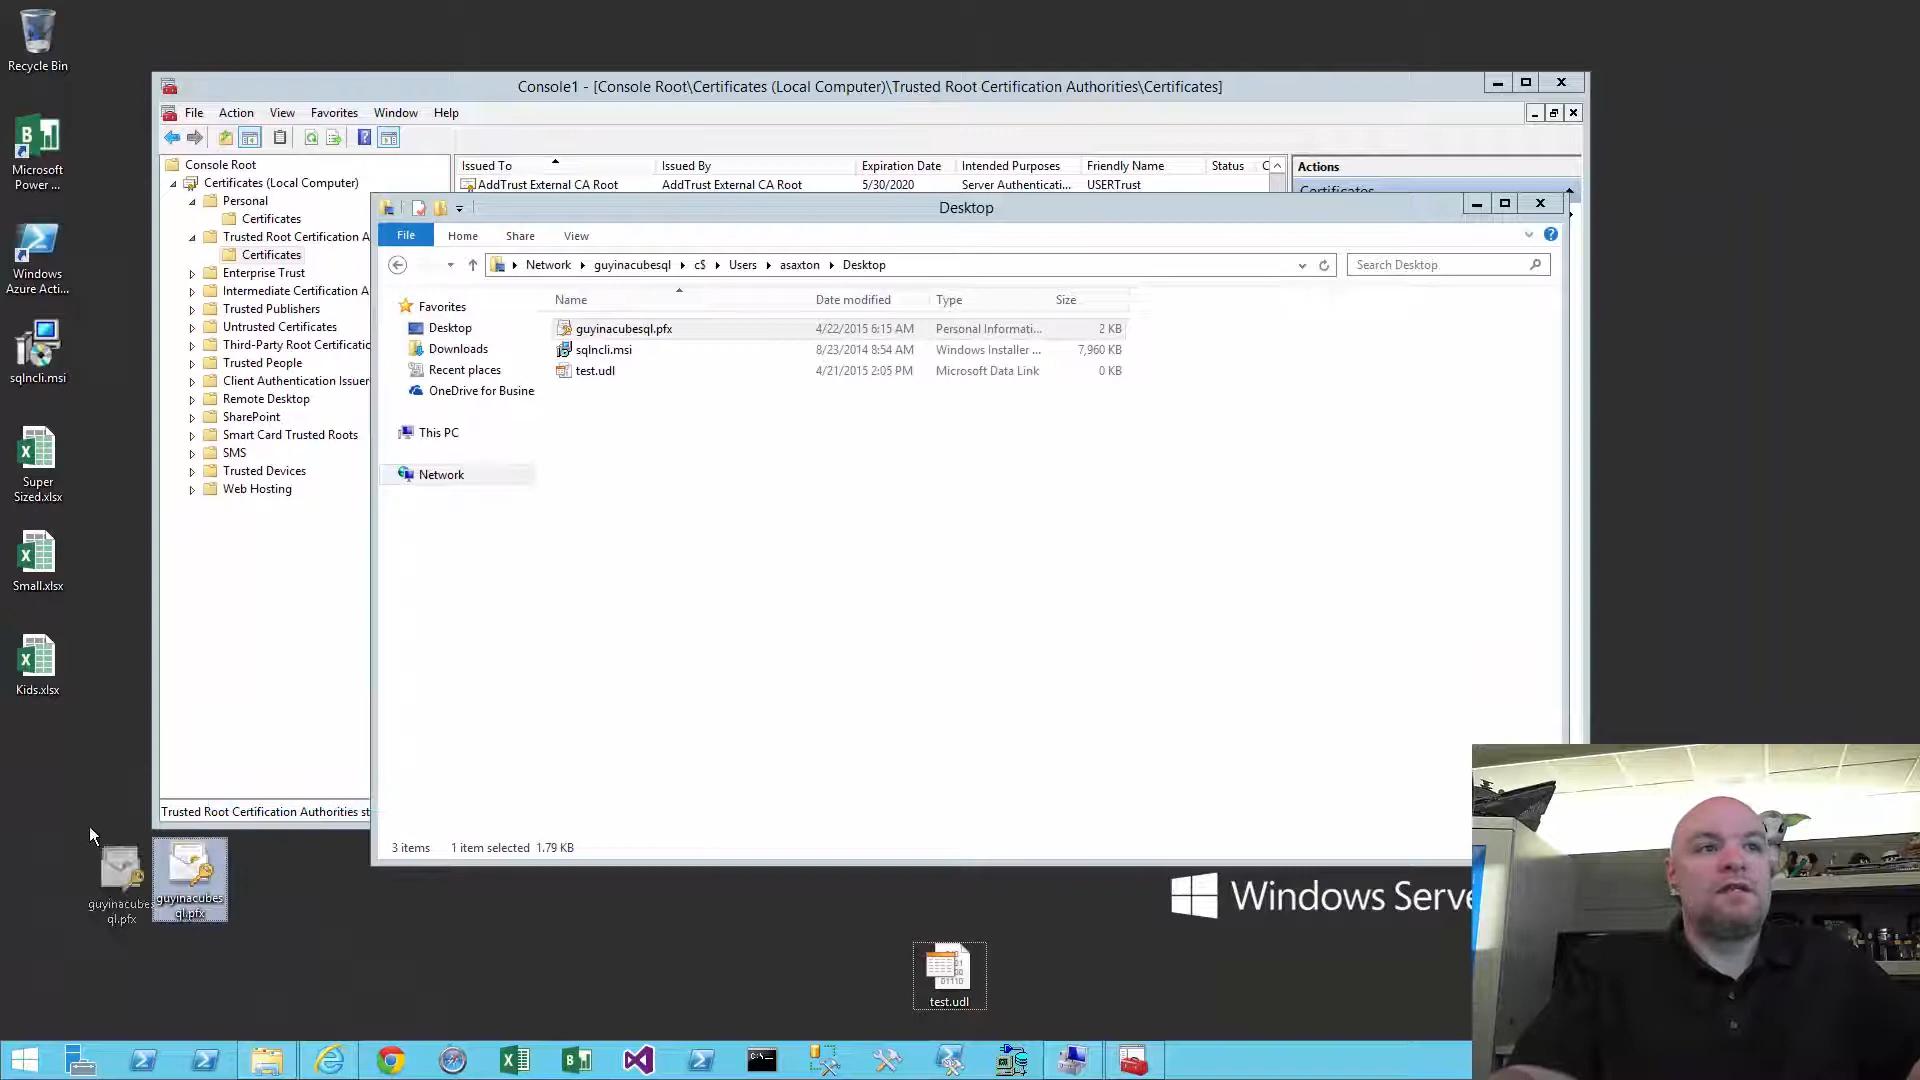 Recycle Bin
Microsoft
Power ...
Windows
Azure Acti...
sqlncli.msi
Super
Sized.xlsx
Small.xlsx
Kids.xlsx
Console1 - [Console Root\Certificates (Local Computer)\Trusted Root Certification Authorities\Certificates]
File Action View Favorites Window Help
Console Root
Certificates (Local Computer)
Personal
Certificates
Trusted Root Certification A
Certificates
Enterprise Trust
Intermediate Certification A
Trusted Publishers
Untrusted Certificates
Third-Party Root Certificatio
Trusted People
Client Authentication Issuer
Remote Desktop
SharePoint
Smart Card Trusted Roots
SMS
Trusted Devices
Web Hosting
Issued To Issued By Expiration Date Intended Purposes Friendly Name Status C
AddTrust External CA Root AddTrust External CA Root 5/30/2020 Server Authenticati... USERTrust
Actions
Certificates
Trusted Root Certification Authorities st
Desktop
File Home Share View
Network guyinacubesql c$ Users asaxton Desktop
Search Desktop
Favorites
Desktop
Downloads
Recent places
OneDrive for Busine
This PC
Network
Name Date modified Type Size
guyinacubesql.pfx 4/22/2015 6:15 AM Personal Informati... 2 KB
sqlncli.msi 8/23/2014 8:54 AM Windows Installer ... 7,960 KB
test.udl 4/21/2015 2:05 PM Microsoft Data Link 0 KB
3 items 1 item selected 1.79 KB
guyinacubes
ql.pfx
guyinacubes
ql.pfx
test.udl
Windows Serve